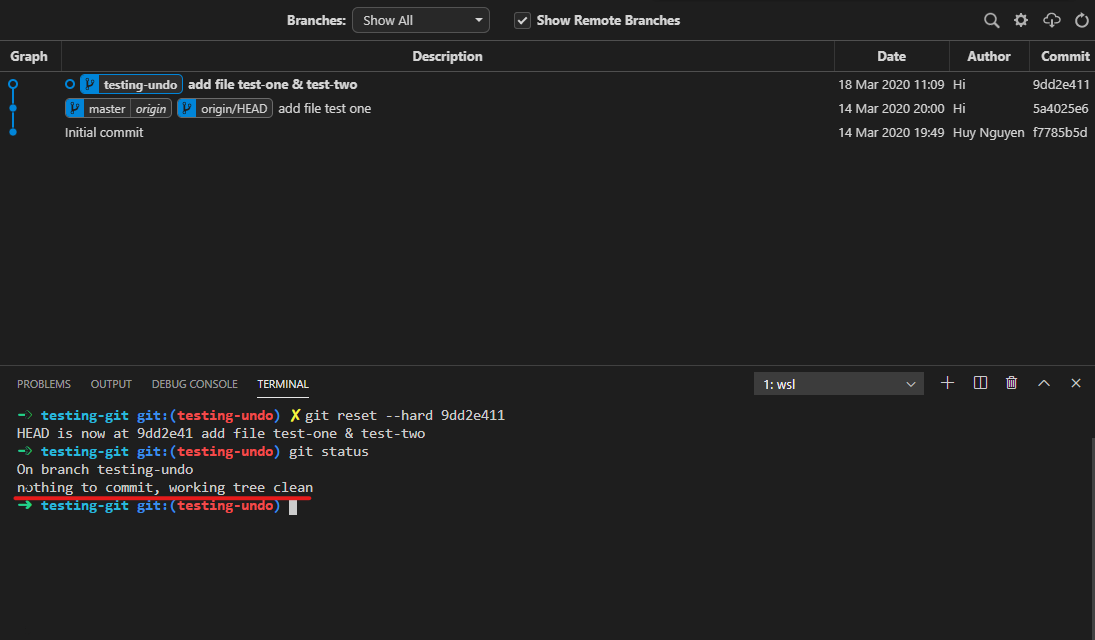 Branches: Show All Show Remote Branches
Graph Description Date Author Commit
testing-undo add file test-one & test-two 18 Mar 2020 11:09 Hi 9dd2e411
master origin origin/HEAD add file test one 14 Mar 2020 20:00 Hi 5a4025e6
Initial commit 14 Mar 2020 19:49 Huy Nguyen f7785b5d
PROBLEMS OUTPUT DEBUG CONSOLE TERMINAL 1: wsl
→ testing-git git:(testing-undo) ✗ git reset --hard 9dd2e411
HEAD is now at 9dd2e41 add file test-one & test-two
→ testing-git git:(testing-undo) git status
On branch testing-undo
nothing to commit, working tree clean
→ testing-git git:(testing-undo)